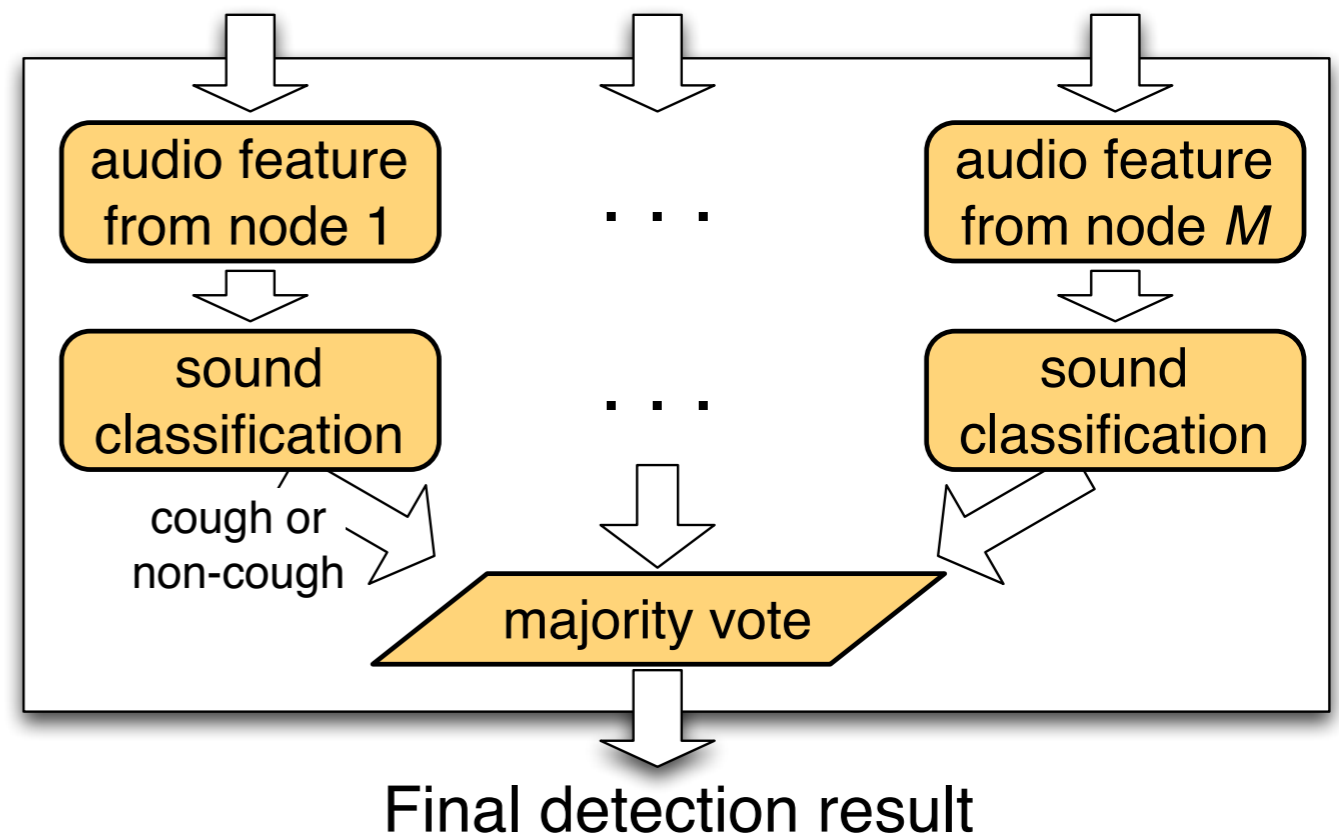 audio feature
from node 1
. . .
audio feature
from node M
sound
classification
. . .
sound
classification
cough or
non-cough
majority vote
Final detection result